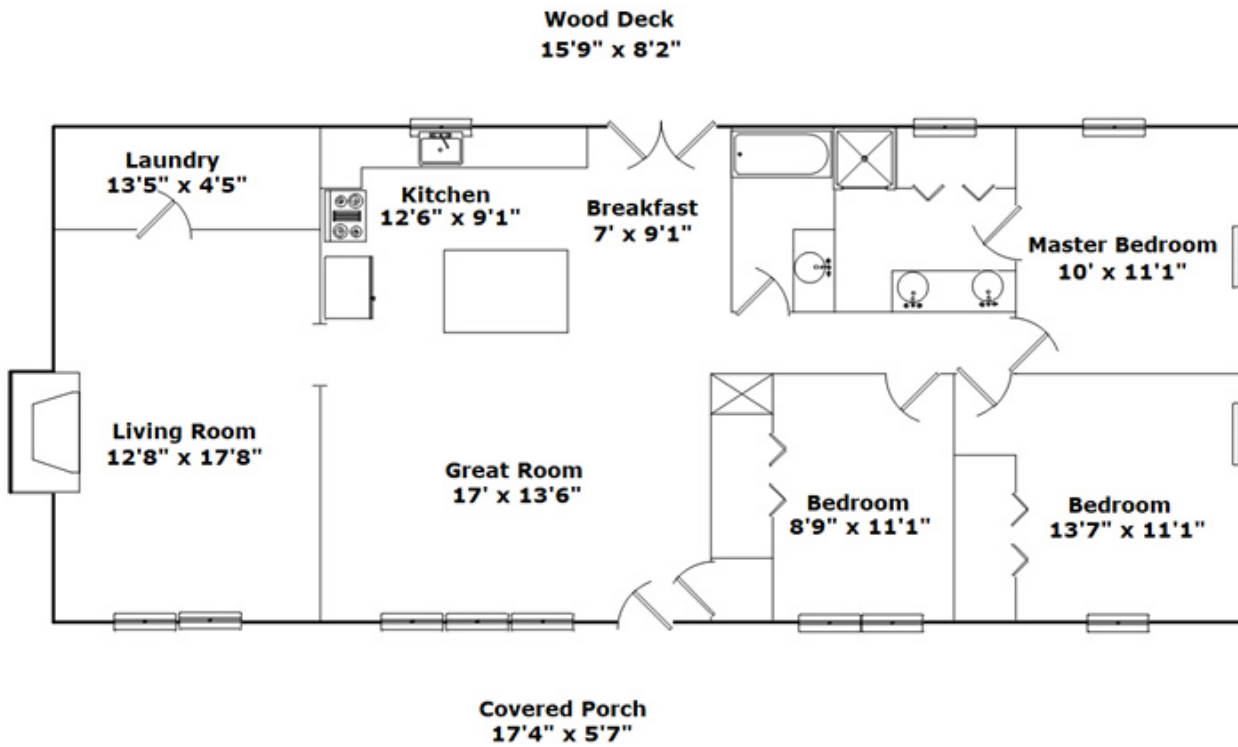 Wood Deck
15'9" x 8'2"
Laundry
13'5" x 4'5"
Kitchen
12'6" x 9'1"
Breakfast
7' x 9'1"
Master Bedroom
10' x 11'1"
Living Room
12'8" x 17'8"
Great Room
17' x 13'6"
Bedroom
8'9" x 11'1"
Bedroom
13'7" x 11'1"
Covered Porch
17'4" x 5'7"